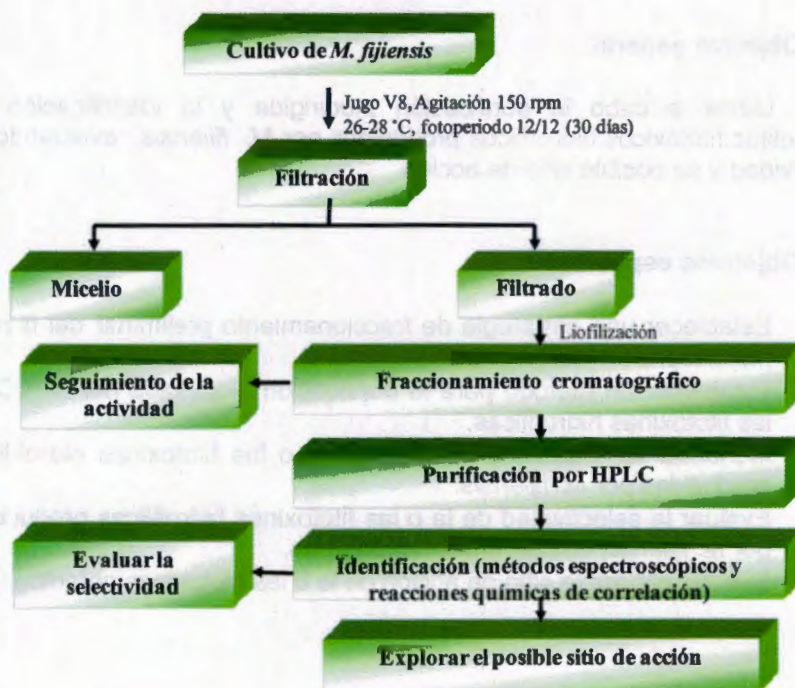 Cultivo de M. fijiensis
Jugo V8, Agitación 150 rpm
26-28 °C, fotoperiodo 12/12 (30 días)
Filtración
Micelio
Filtrado
Liofilización
Seguimiento de la
actividad
Fraccionamiento cromatográfico
Purificación por HPLC
Evaluar la
selectividad
Identificación (métodos espectroscópicos y
reacciones químicas de correlación)
Explorar el posible sitio de acción